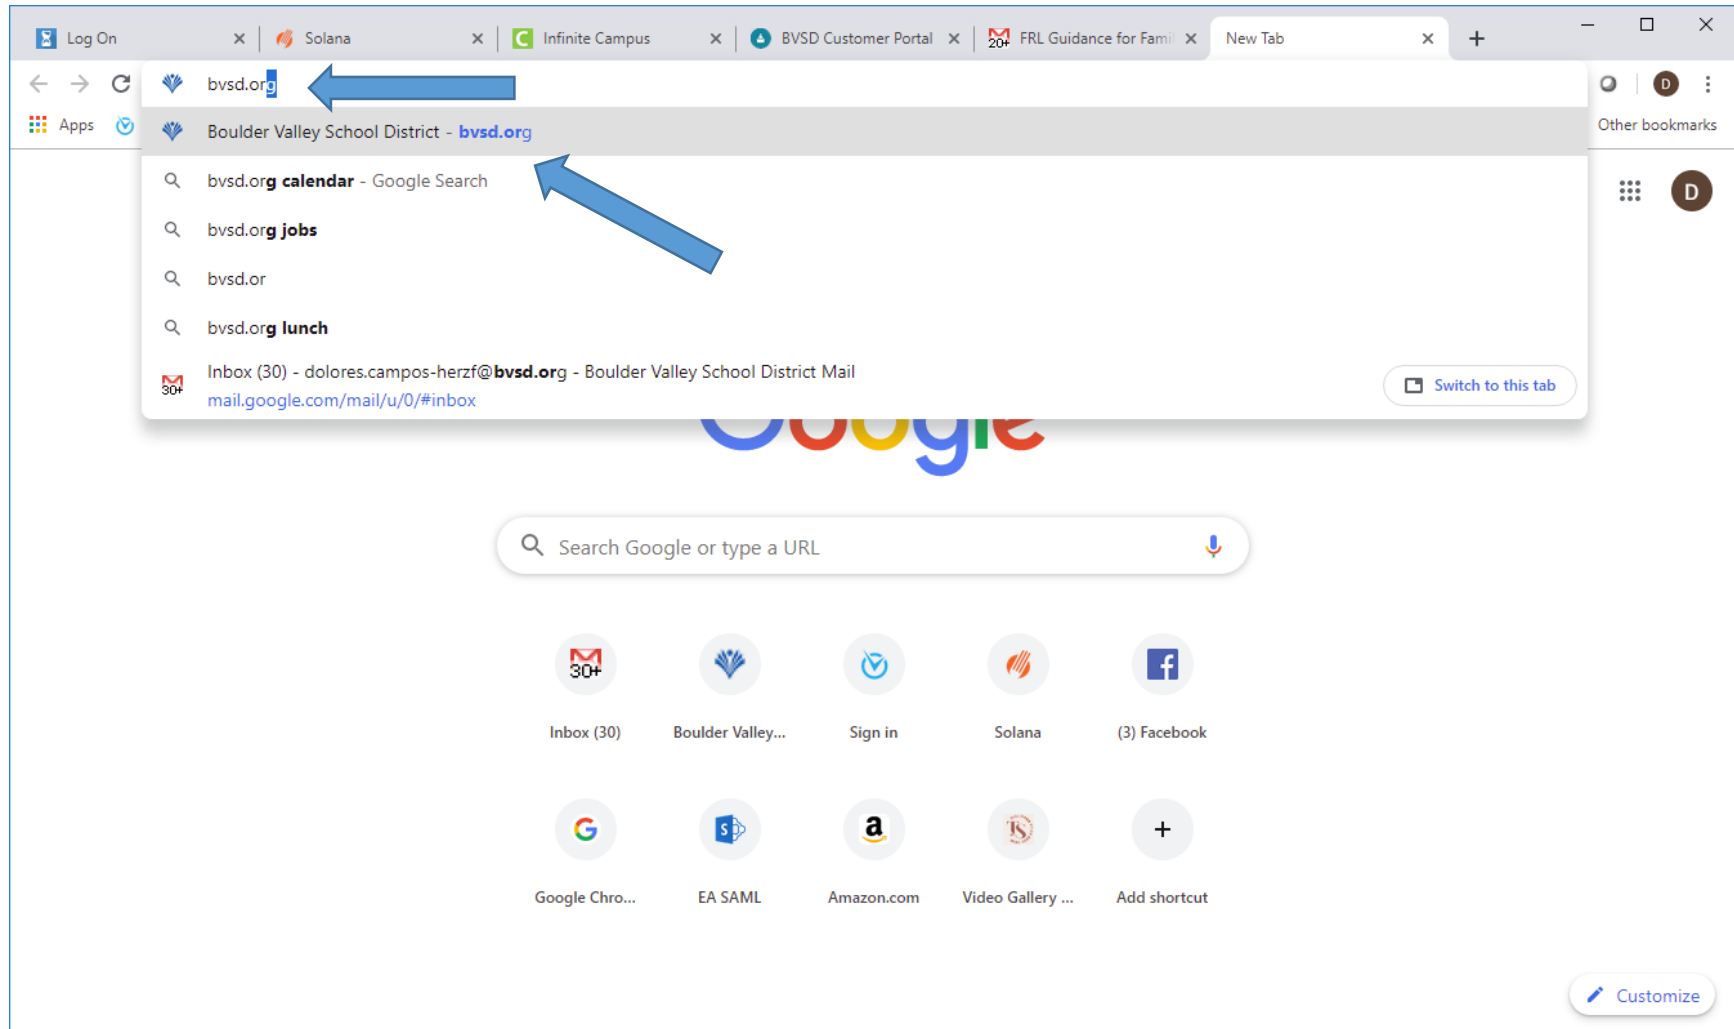 Log On
Solana
Infinite Campus
BVSD Customer Portal
20+
FRL Guidance for Fami
New Tab
bvsd.org
D
Apps
Boulder Valley School District - bvsd.org
Other bookmarks
bvsd.org calendar - Google Search
D
bvsd.org jobs
bvsd.or
bvsd.org lunch
30+
Inbox (30) - dolores.campos-herzf@bvsd.org - Boulder Valley School District Mail
mail.google.com/mail/u/0/#inbox
Switch to this tab
Google
Search Google or type a URL
30+
Inbox (30)
Boulder Valley...
Sign in
Solana
(3) Facebook
Google Chro...
EA SAML
Amazon.com
Video Gallery ...
Add shortcut
Customize